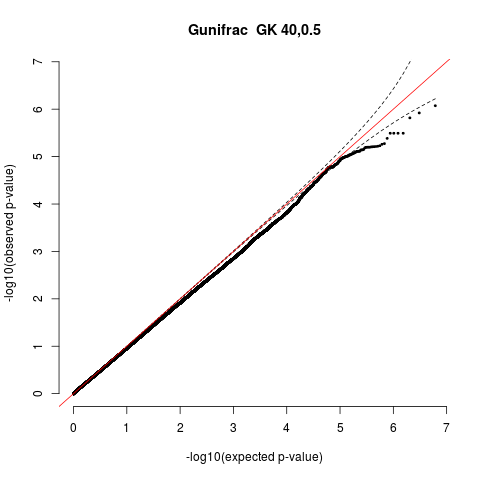 Gunifrac  GK 40,0.5
-log10(observed p-value)
7
6
5
4
3
2
1
0
0 1 2 3 4 5 6 7
-log10(expected p-value)